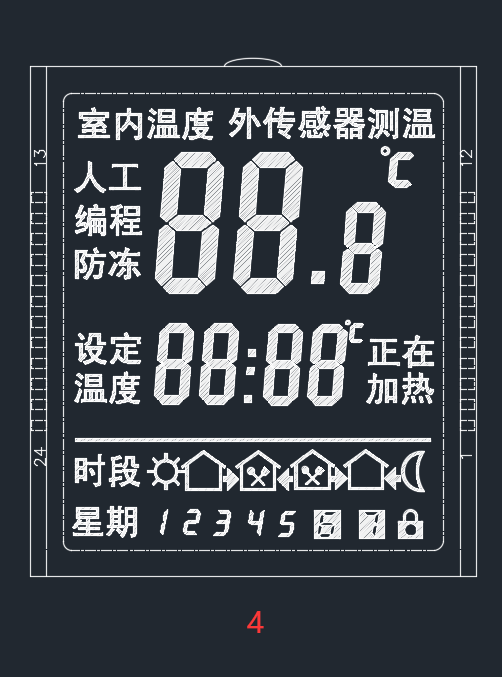 室内温度 外传感器测温
人工 88.8 ℃
编程
防冻
设定 88:88 ℃ 正在
温度 加热
时段
星期 1 2 3 4 5 6 7
13
12
24
1
4